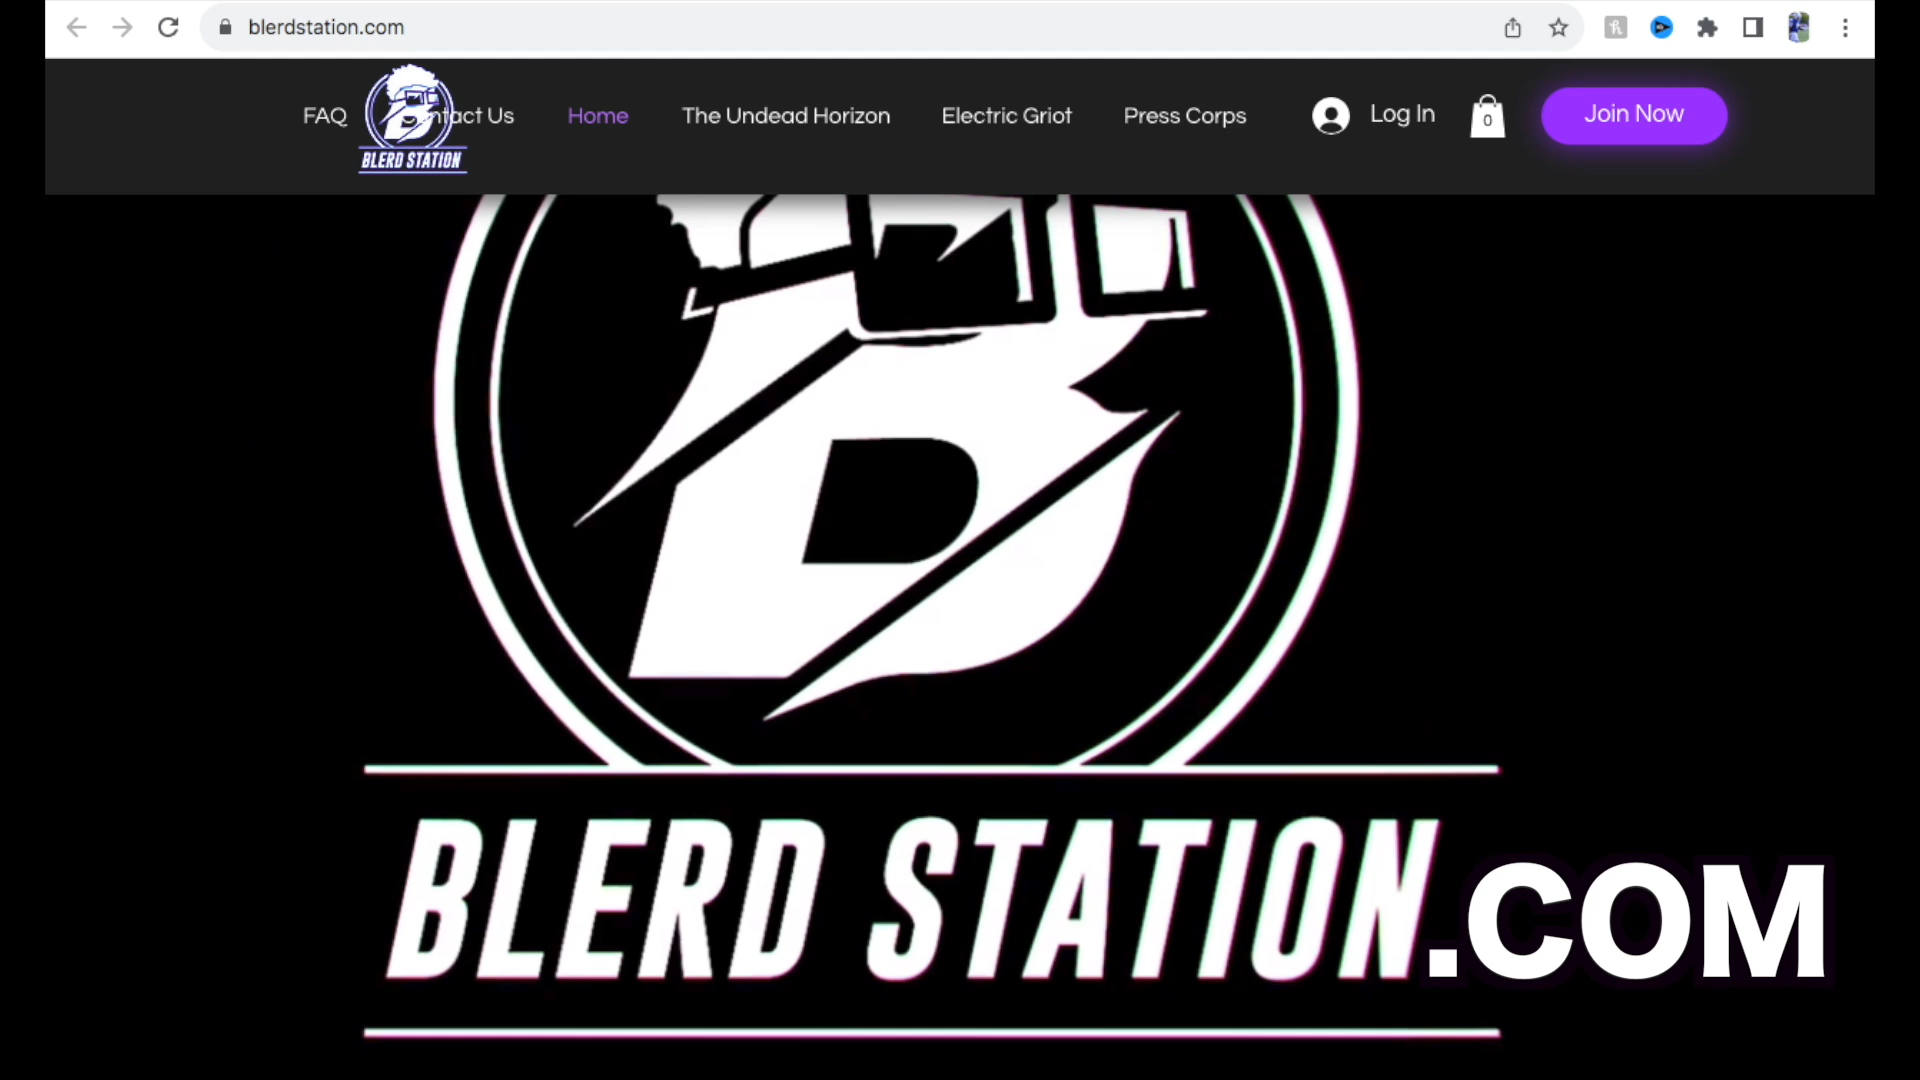 blerdstation.com
FAQ
ntact Us
Home
The Undead Horizon
Electric Griot
Press Corps
Log In
0
Join Now
BLERD STATION
BLERD STATION.COM